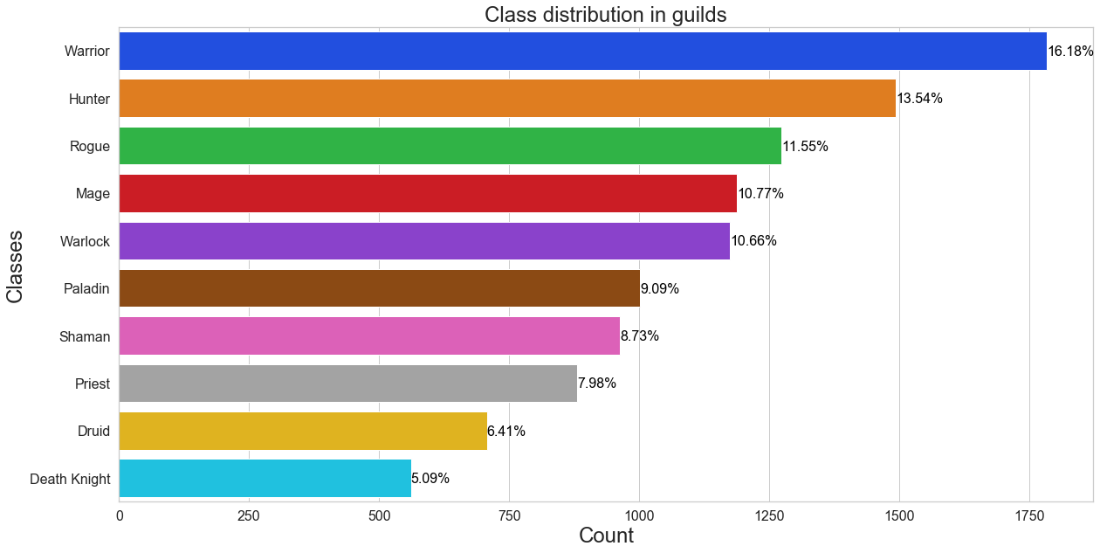 Class distribution in guilds
Classes
Warrior 16.18%
Hunter 13.54%
Rogue 11.55%
Mage 10.77%
Warlock 10.66%
Paladin 9.09%
Shaman 8.73%
Priest 7.98%
Druid 6.41%
Death Knight 5.09%
0 250 500 750 1000 1250 1500 1750
Count